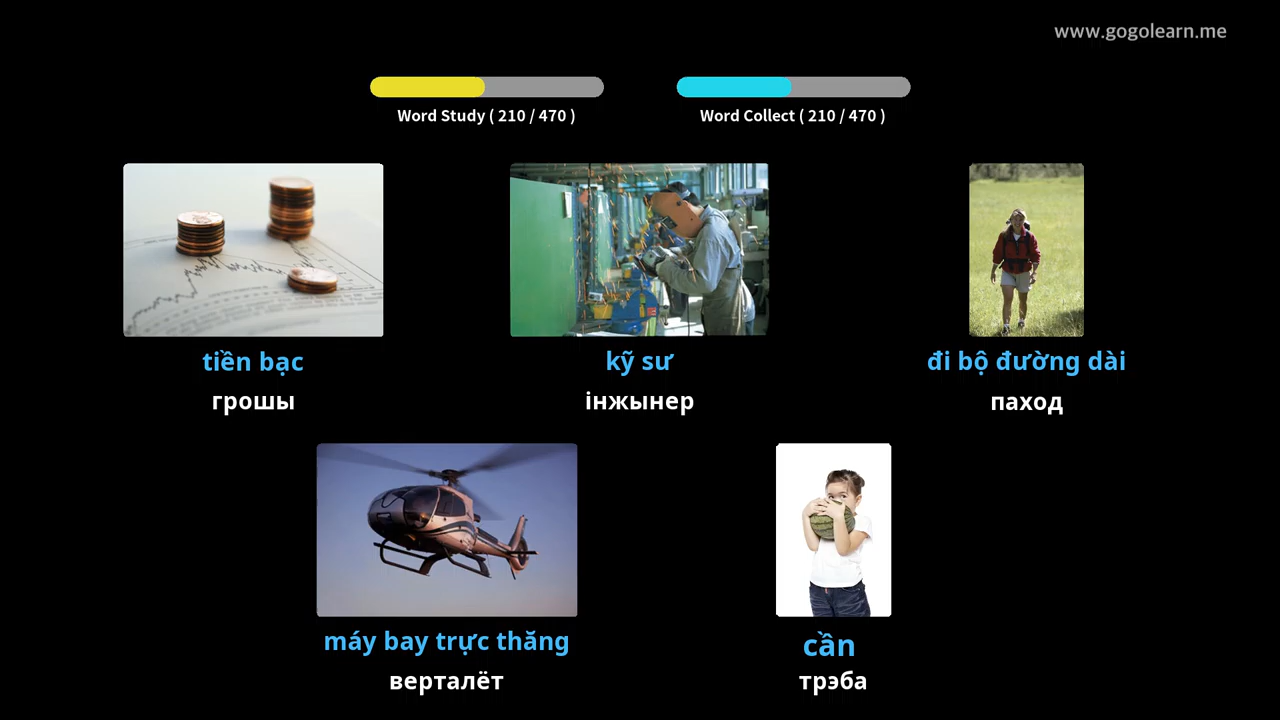 www.gogolearn.me
Word Study ( 210 / 470 )
Word Collect ( 210 / 470 )
tiền bạc
грошы
kỹ sư
інжынер
đi bộ đường dài
паход
máy bay trực thăng
верталёт
cần
трэба